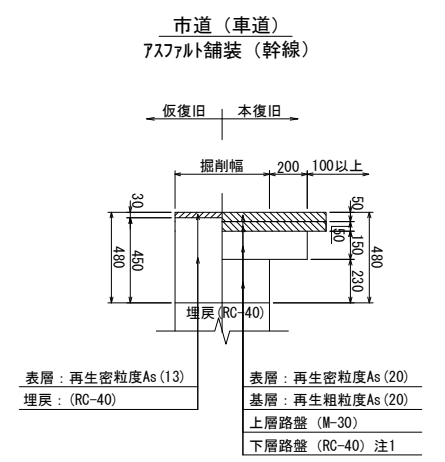 市道（車道）
ｱｽﾌｧﾙﾄ舗装（幹線）
仮復旧 本復旧
掘削幅 200 100以上
30 50
50
480 450 150 480
230
埋戻(RC-40)
表層：再生密粒度As(13) 表層：再生密粒度As(20)
埋戻：(RC-40) 基層：再生粗粒度As(20)
上層路盤（M-30）
下層路盤（RC-40）注1